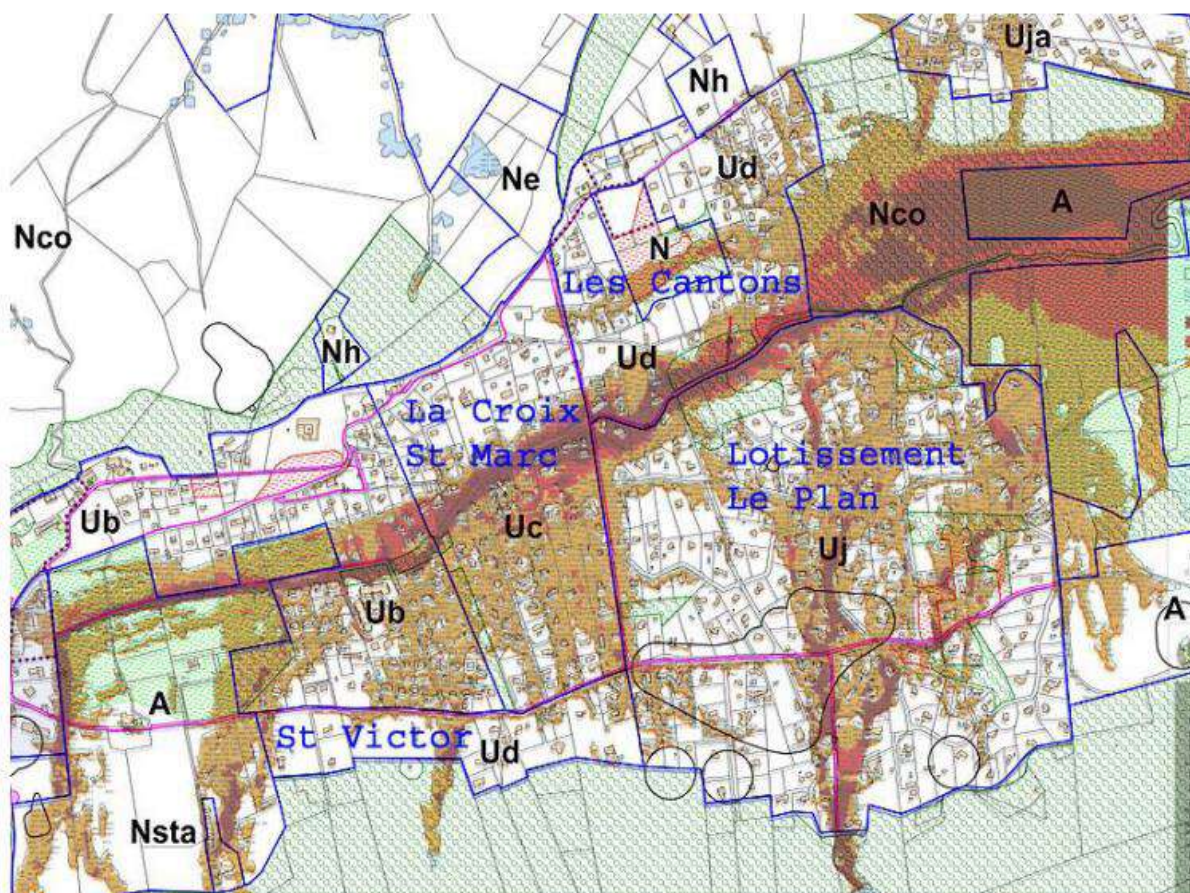 Uja
Nh
Ne
Ud
Nco
A
Nco
N
Les Cantons
Nh
Ud
La Croix
St Marc
Lotissement
Le Plan
Ub
Uc
Uj
Ub
A
A
St Victor
Ud
Nsta